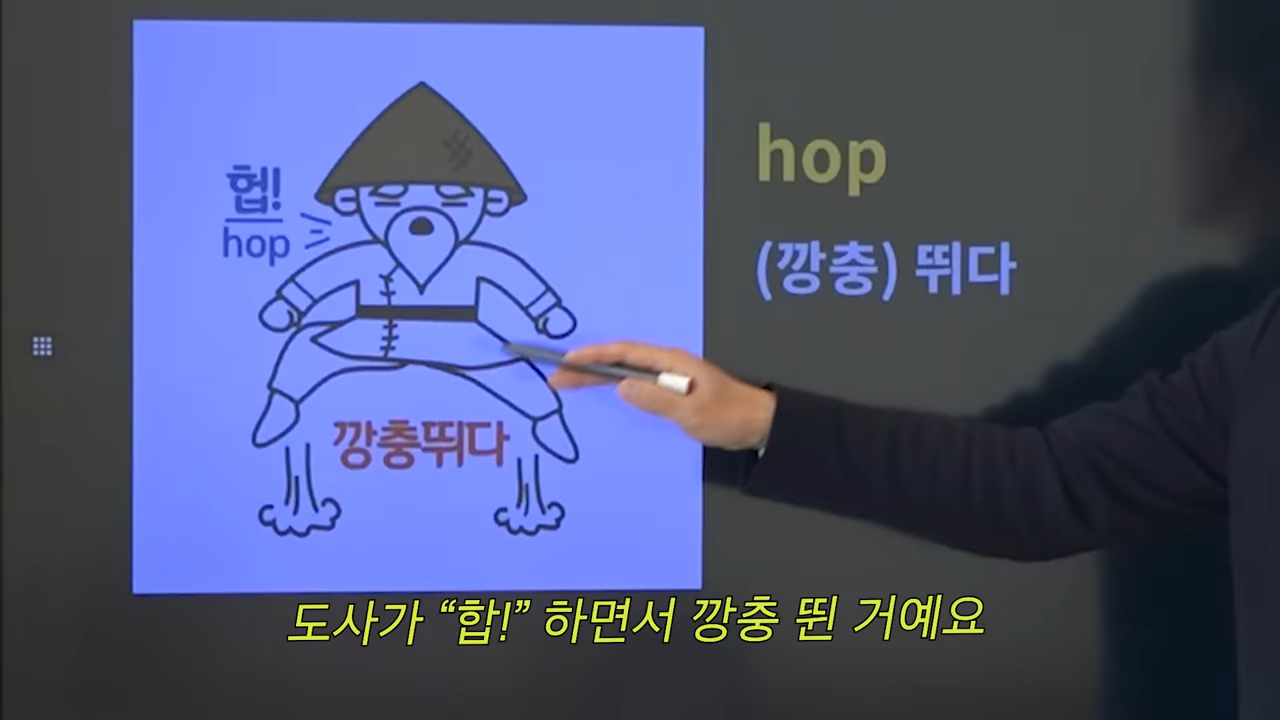 헙!
hop
깡충뛰다
hop
(깡충) 뛰다
도사가 “합!” 하면서 깡충 뛴 거예요